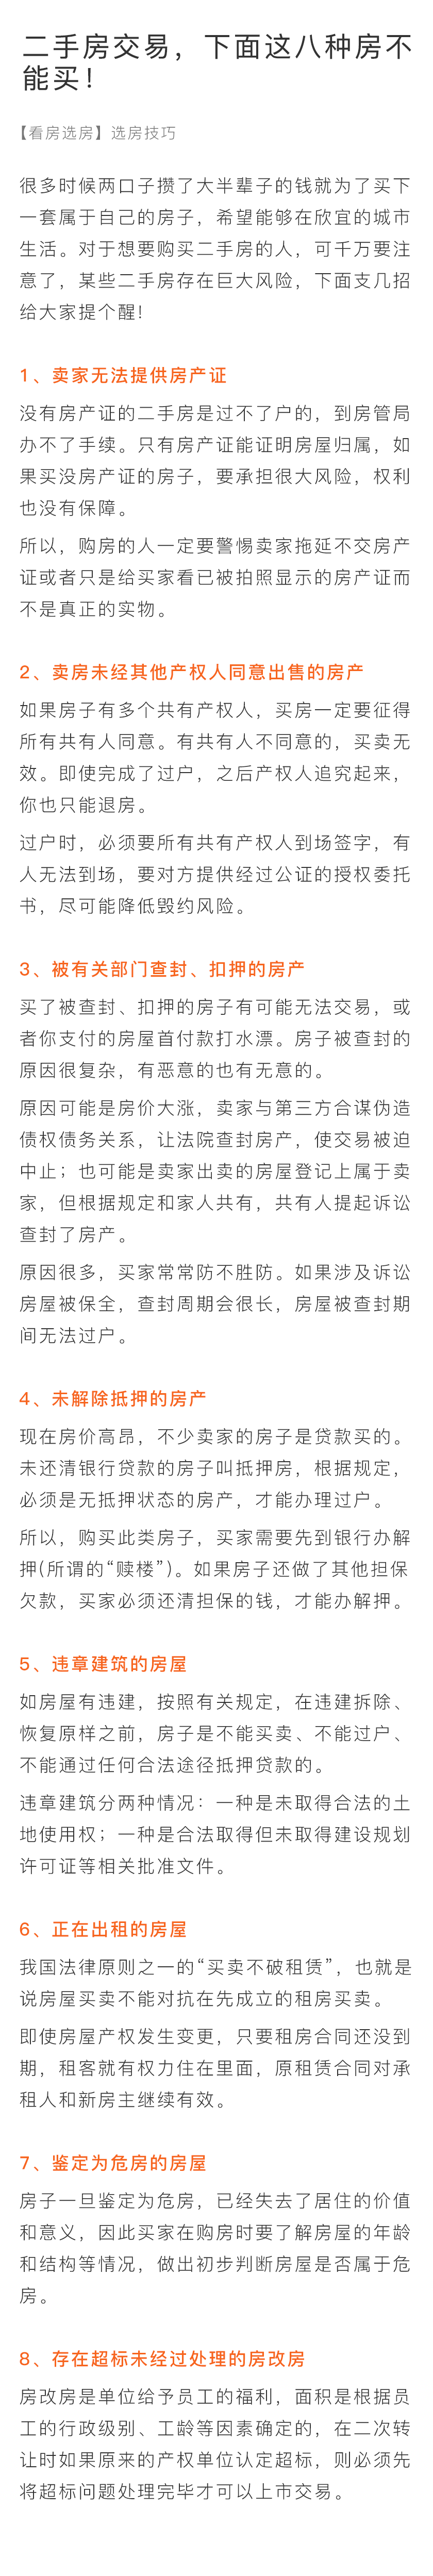 二手房交易，下面这八种房不
能买！
【看房选房】选房技巧
很多时候两口子攒了大半辈子的钱就为了买下
一套属于自己的房子，希望能够在欣宜的城市
生活。对于想要购买二手房的人，可千万要注
意了，某些二手房存在巨大风险，下面支几招
给大家提个醒！
1、卖家无法提供房产证
没有房产证的二手房是过不了户的，到房管局
办不了手续。只有房产证能证明房屋归属，如
果买没房产证的房子，要承担很大风险，权利
也没有保障。
所以，购房的人一定要警惕卖家拖延不交房产
证或者只是给买家看已被拍照显示的房产证而
不是真正的实物。
2、卖房未经其他产权人同意出售的房产
如果房子有多个共有产权人，买房一定要征得
所有共有人同意。有共有人不同意的，买卖无
效。即使完成了过户，之后产权人追究起来，
你也只能退房。
过户时，必须要所有共有产权人到场签字，有
人无法到场，要对方提供经过公证的授权委托
书，尽可能降低毁约风险。
3、被有关部门查封、扣押的房产
买了被查封、扣押的房子有可能无法交易，或
者你支付的房屋首付款打水漂。房子被查封的
原因很复杂，有恶意的也有无意的。
原因可能是房价大涨，卖家与第三方合谋伪造
债权债务关系，让法院查封房产，使交易被迫
中止；也可能是卖家出卖的房屋登记上属于卖
家，但根据规定和家人共有，共有人提起诉讼
查封了房产。
原因很多，买家常常防不胜防。如果涉及诉讼
房屋被保全，查封周期会很长，房屋被查封期
间无法过户。
4、未解除抵押的房产
现在房价高昂，不少卖家的房子是贷款买的。
未还清银行贷款的房子叫抵押房，根据规定，
必须是无抵押状态的房产，才能办理过户。
所以，购买此类房子，买家需要先到银行办解
押(所谓的“赎楼”)。如果房子还做了其他担保
欠款，买家必须还清担保的钱，才能办解押。
5、违章建筑的房屋
如房屋有违建，按照有关规定，在违建拆除、
恢复原样之前，房子是不能买卖、不能过户、
不能通过任何合法途径抵押贷款的。
违章建筑分两种情况：一种是未取得合法的土
地使用权；一种是合法取得但未取得建设规划
许可证等相关批准文件。
6、正在出租的房屋
我国法律原则之一的“买卖不破租赁”，也就是
说房屋买卖不能对抗在先成立的租房买卖。
即使房屋产权发生变更，只要租房合同还没到
期，租客就有权力住在里面，原租赁合同对承
租人和新房主继续有效。
7、鉴定为危房的房屋
房子一旦鉴定为危房，已经失去了居住的价值
和意义，因此买家在购房时要了解房屋的年龄
和结构等情况，做出初步判断房屋是否属于危
房。
8、存在超标未经过处理的房改房
房改房是单位给予员工的福利，面积是根据员
工的行政级别、工龄等因素确定的，在二次转
让时如果原来的产权单位认定超标，则必须先
将超标问题处理完毕才可以上市交易。